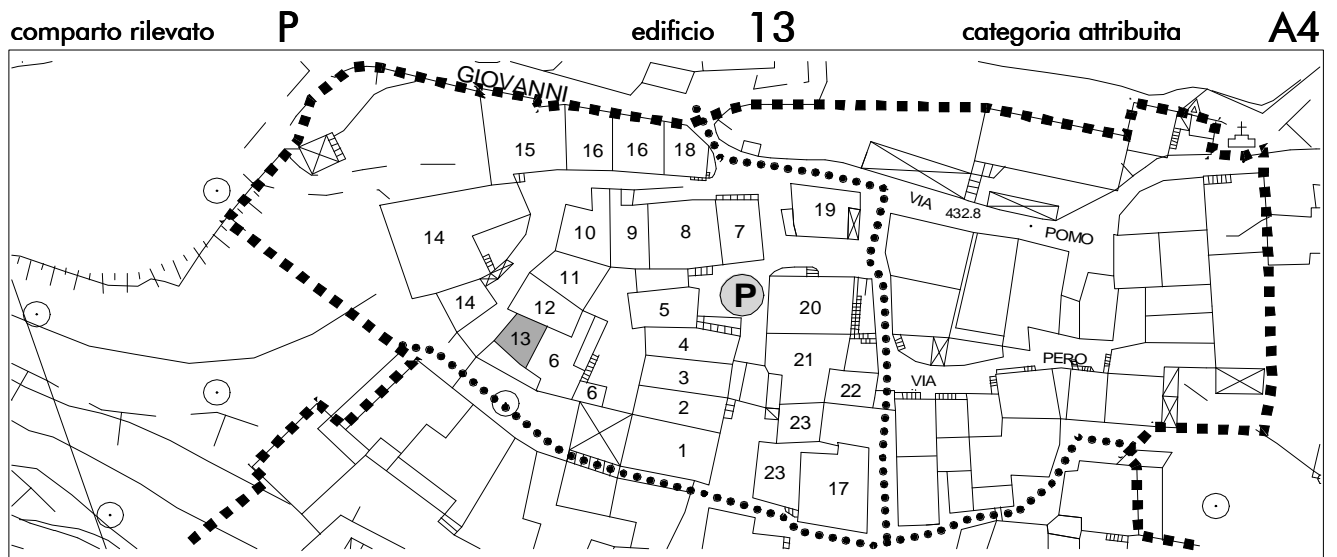 comparto rilevato P edificio 13 categoria attribuita A4
GIOVANNI
15 16 16 18
VIA 432.8 POMO
19
14 10 9 8 7
11
14 12 5 P 20
13 6 4 21 VIA PERO
3
6 2 22
23
1
23 17